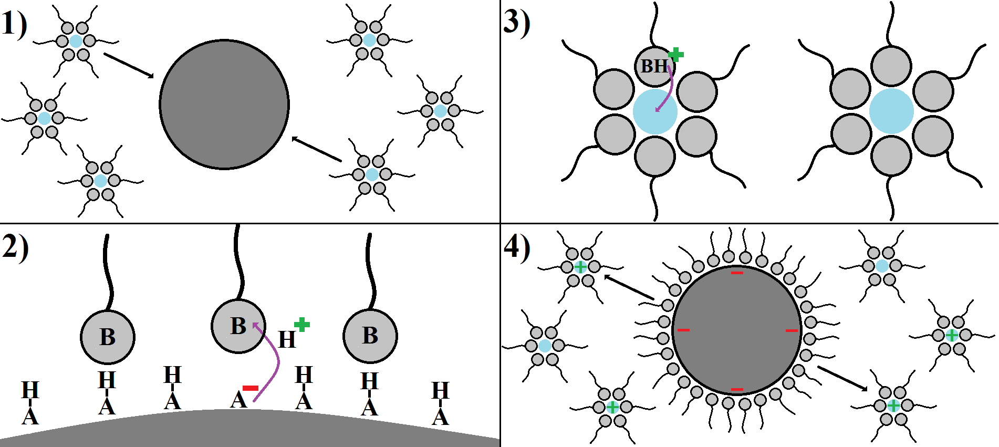 1)
2)
B B B
H+
H H H H H H
A A A A- A A A
3)
BH+
4)
+
+
+
+
-
-
-
-